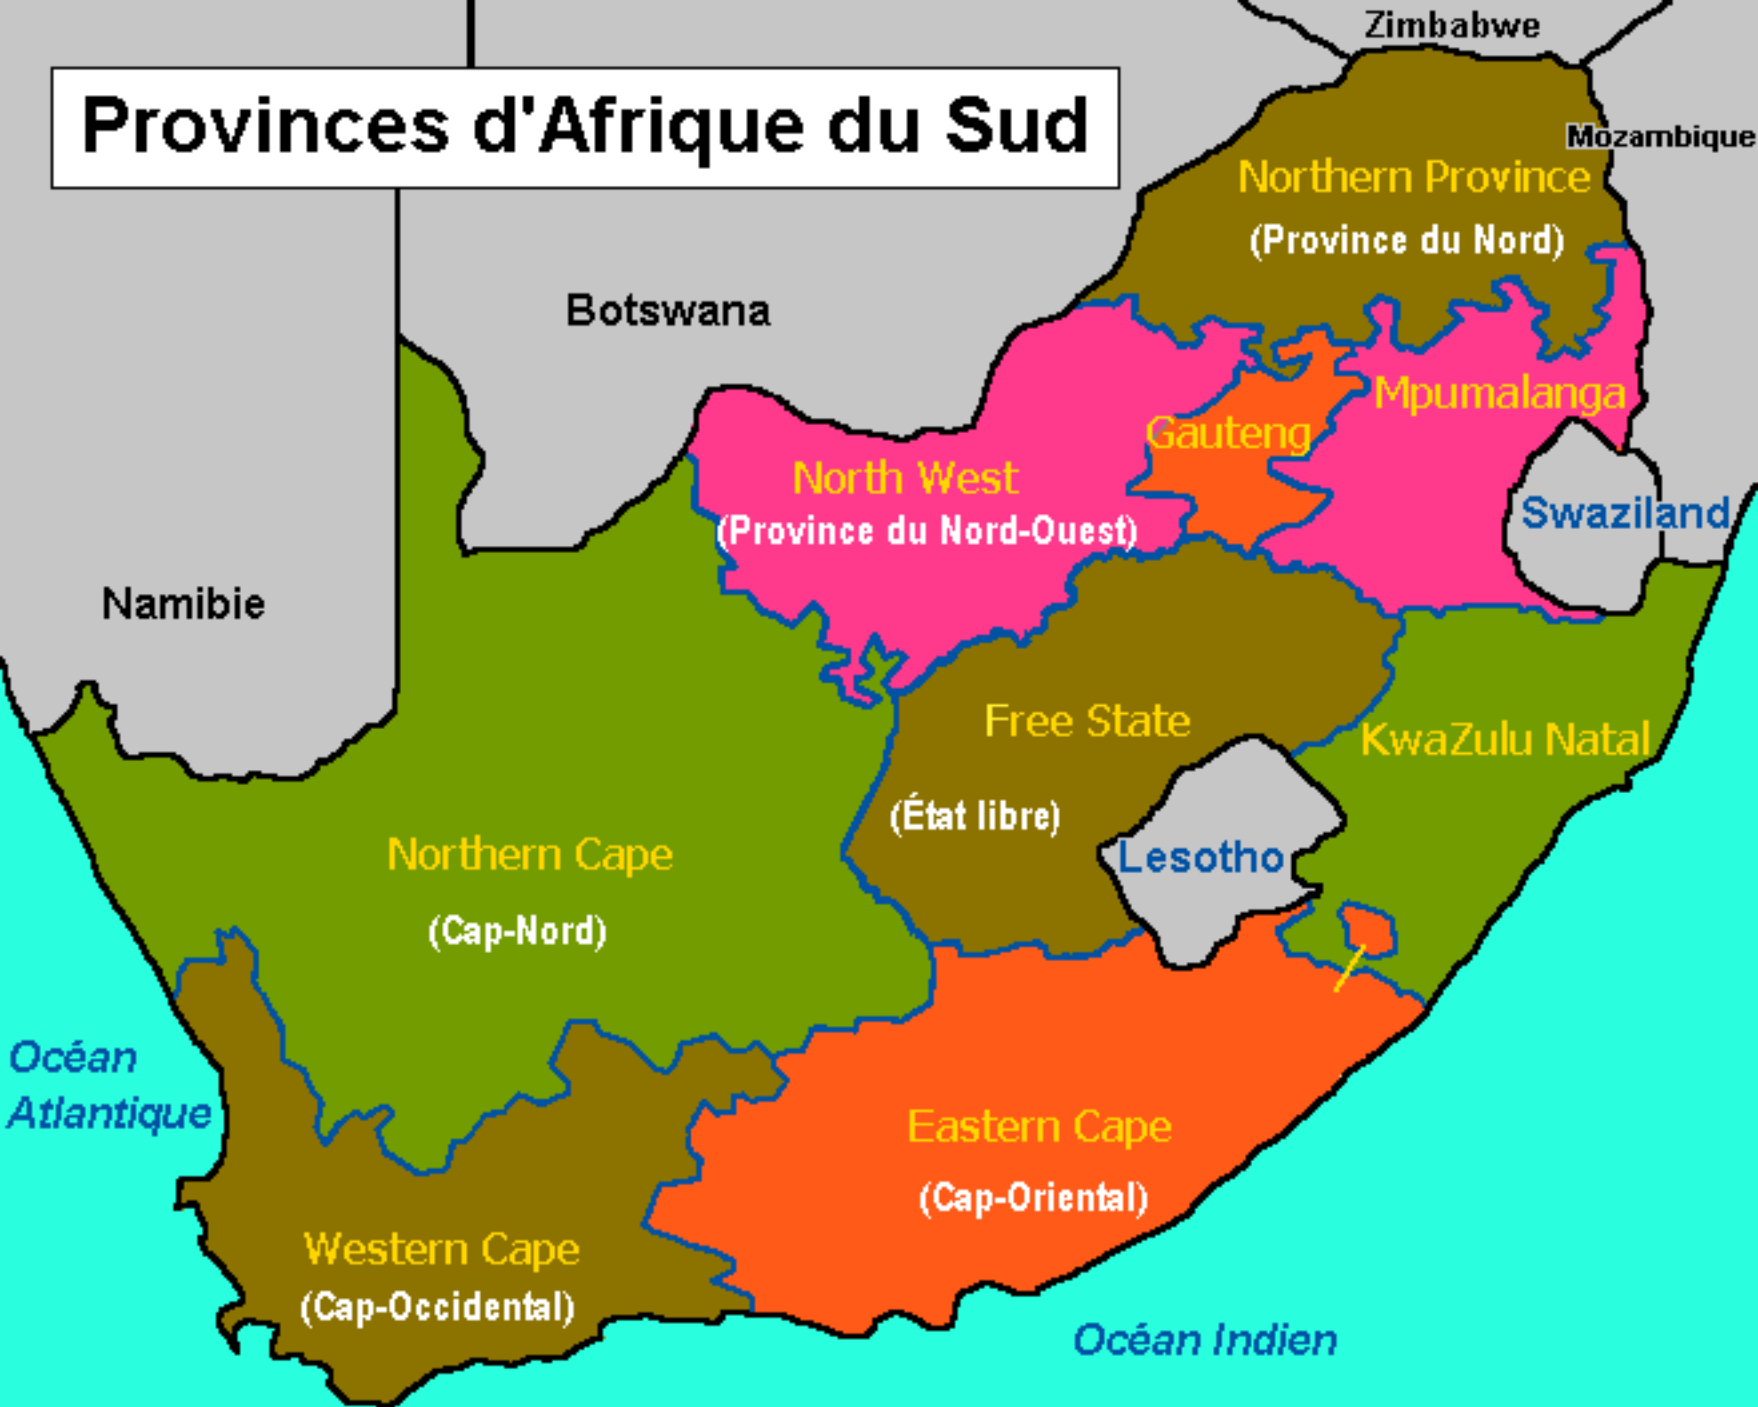 Zimbabwe
Provinces d'Afrique du Sud
Mozambique
Northern Province
(Province du Nord)
Botswana
Mpumalanga
Gauteng
North West
(Province du Nord-Ouest)
Swaziland
Namibie
Free State
KwaZulu Natal
(État libre)
Lesotho
Northern Cape
(Cap-Nord)
Océan
Atlantique
Eastern Cape
(Cap-Oriental)
Western Cape
(Cap-Occidental)
Océan Indien